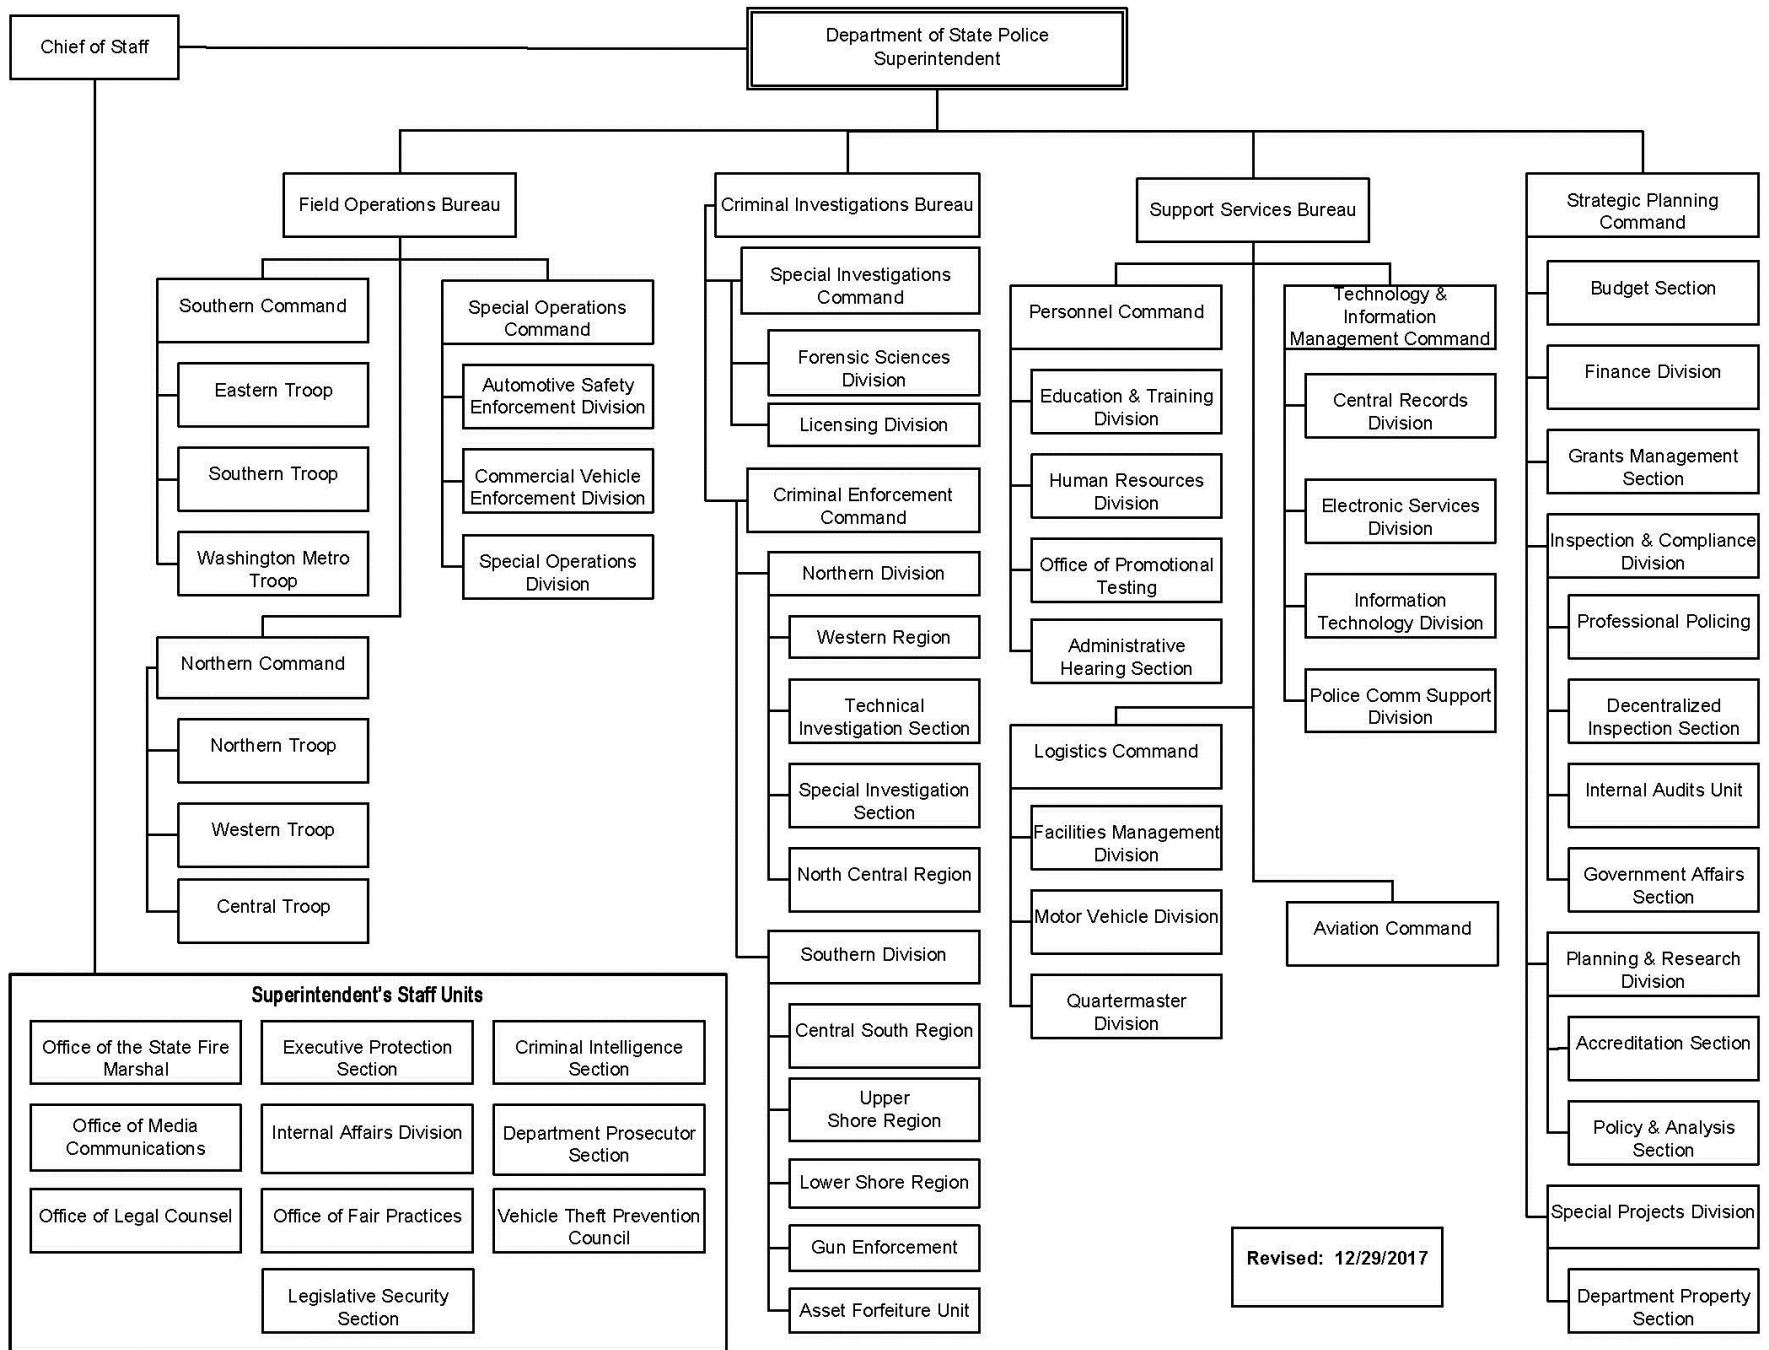 Chief of Staff
Department of State Police
Superintendent
Field Operations Bureau
Southern Command
Eastern Troop
Southern Troop
Washington Metro
Troop
Northern Command
Northern Troop
Western Troop
Central Troop
Special Operations
Command
Automotive Safety
Enforcement Division
Commercial Vehicle
Enforcement Division
Special Operations
Division
Criminal Investigations Bureau
Special Investigations
Command
Forensic Sciences
Division
Licensing Division
Criminal Enforcement
Command
Northern Division
Western Region
Technical
Investigation Section
Special Investigation
Section
North Central Region
Southern Division
Central South Region
Upper
Shore Region
Lower Shore Region
Gun Enforcement
Asset Forfeiture Unit
Support Services Bureau
Personnel Command
Education & Training
Division
Human Resources
Division
Office of Promotional
Testing
Administrative
Hearing Section
Logistics Command
Facilities Management
Division
Motor Vehicle Division
Quartermaster
Division
Technology &
Information
Management Command
Central Records
Division
Electronic Services
Division
Information
Technology Division
Police Comm Support
Division
Aviation Command
Strategic Planning
Command
Budget Section
Finance Division
Grants Management
Section
Inspection & Compliance
Division
Professional Policing
Decentralized
Inspection Section
Internal Audits Unit
Government Affairs
Section
Planning & Research
Division
Accreditation Section
Policy & Analysis
Section
Special Projects Division
Department Property
Section
Superintendent's Staff Units
Office of the State Fire
Marshal
Executive Protection
Section
Criminal Intelligence
Section
Office of Media
Communications
Internal Affairs Division
Department Prosecutor
Section
Office of Legal Counsel
Office of Fair Practices
Vehicle Theft Prevention
Council
Legislative Security
Section
Revised: 12/29/2017